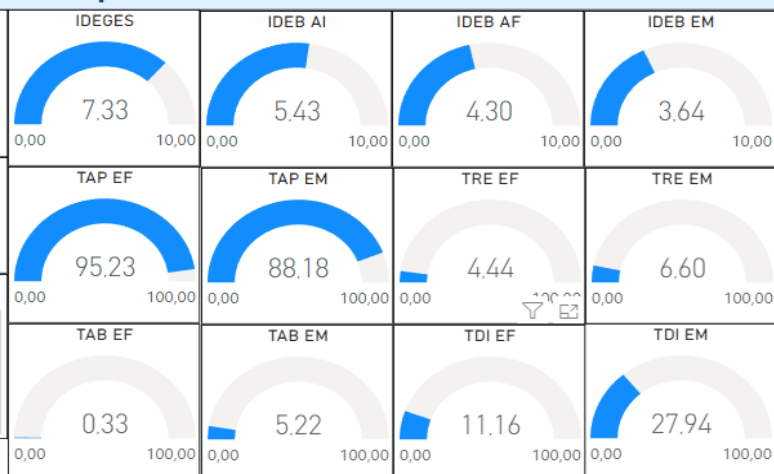 IDEGES
7,33
0,00 10,00
IDEB AI
5,43
0,00 10,00
IDEB AF
4,30
0,00 10,00
IDEB EM
3,64
0,00 10,00
TAP EF
95,23
0,00 100,00
TAP EM
88,18
0,00 100,00
TRE EF
4,44
0,00
TRE EM
6,60
0,00 100,00
TAB EF
0,33
0,00 100,00
TAB EM
5,22
0,00 100,00
TDI EF
11,16
0,00 100,00
TDI EM
27,94
0,00 100,00